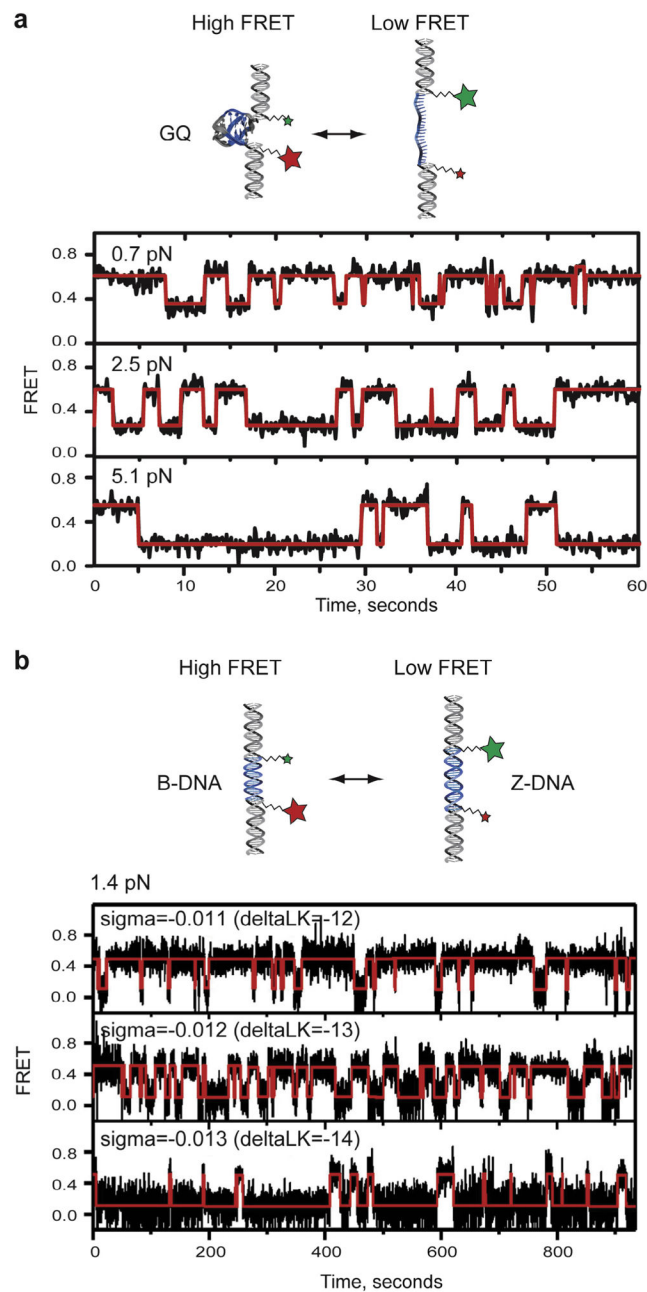 a
High FRET
Low FRET
GQ
0.7 pN
0.8
0.4
0.0
2.5 pN
0.8
0.4
0.0
5.1 pN
0.8
0.4
0.0
FRET
0 10 20 30 40 50 60
Time, seconds
b
High FRET
Low FRET
B-DNA
Z-DNA
1.4 pN
sigma=-0.011 (deltaLK=-12)
0.8
0.4
0.0
sigma=-0.012 (deltaLK=-13)
0.8
0.4
0.0
sigma=-0.013 (deltaLK=-14)
0.8
0.4
0.0
FRET
0 200 400 600 800
Time, seconds